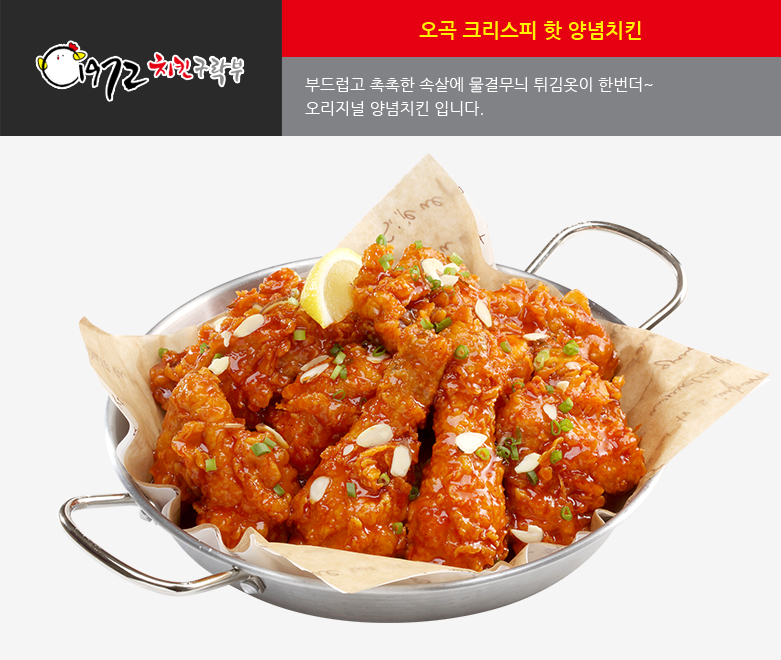 1972 치킨구락부
오곡 크리스피 핫 양념치킨
부드럽고 촉촉한 속살에 물결무늬 튀김옷이 한번더~
오리지널 양념치킨 입니다.